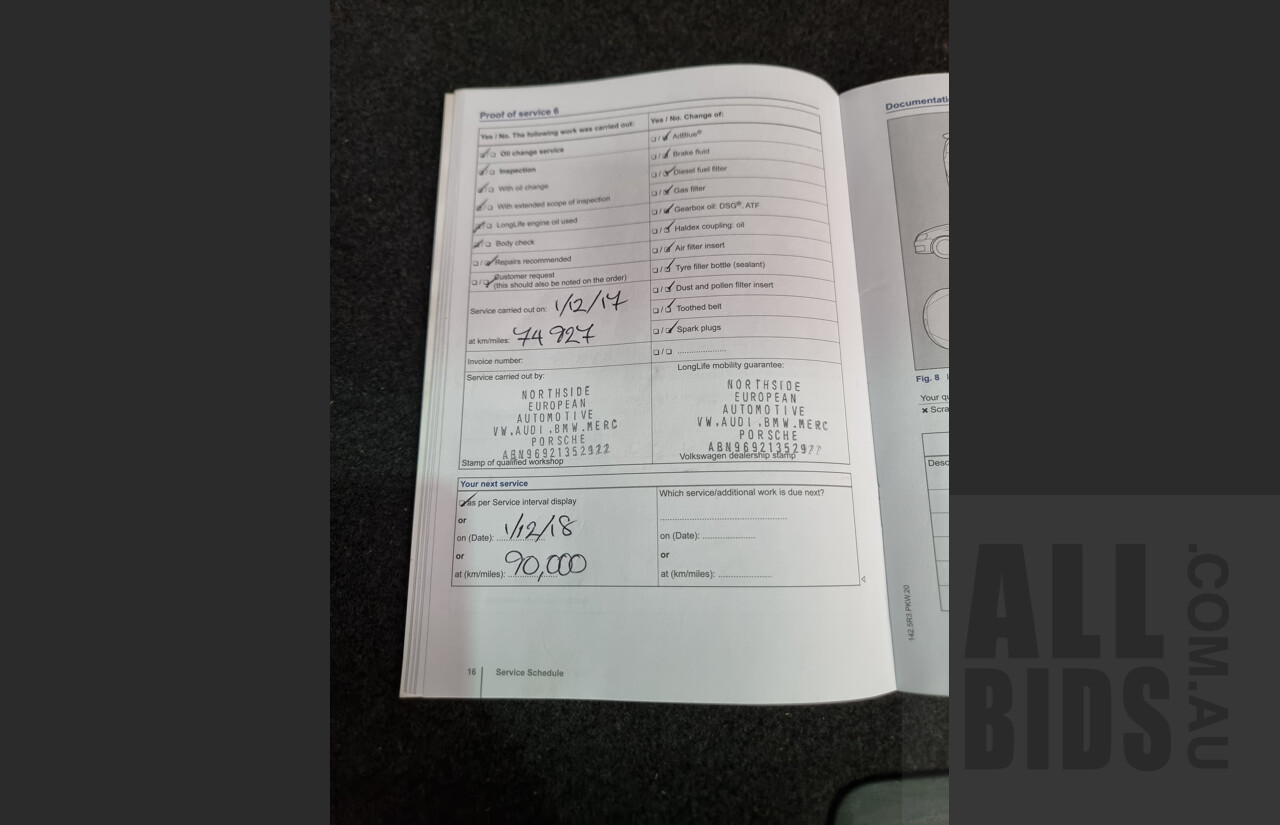 Proof of service 6
Yes / No. The following work was carried out:
Oil change service
Inspection
With oil change
With extended scope of inspection
LongLife engine oil used
Body check
Repairs recommended
Customer request
(this should also be noted on the order)
Service carried out on: 1/12/17
at km/miles: 74 927
Invoice number:
Yes / No. Change of:
AdBlue®
Brake fluid
Diesel fuel filter
Gas filter
Gearbox oil: DSG®, ATF
Haldex coupling: oil
Air filter insert
Tyre filler bottle (sealant)
Dust and pollen filter insert
Toothed belt
Spark plugs
Service carried out by:
NORTHSIDE
EUROPEAN
AUTOMOTIVE
VW.AUDI.BMW.MERC
PORSCHE
ABN96921352922
Stamp of qualified workshop
LongLife mobility guarantee:
NORTHSIDE
EUROPEAN
AUTOMOTIVE
VW.AUDI.BMW.MERC
PORSCHE
Volkswagen dealership stamp
Your next service
as per Service interval display
or
on (Date): 1/12/18
or
at (km/miles): 90,000
Which service/additional work is due next?
on (Date):
or
at (km/miles):
16 Service Schedule
Fig. 8
142.5R3.PKW.20
ALL
BIDS
.COM.AU